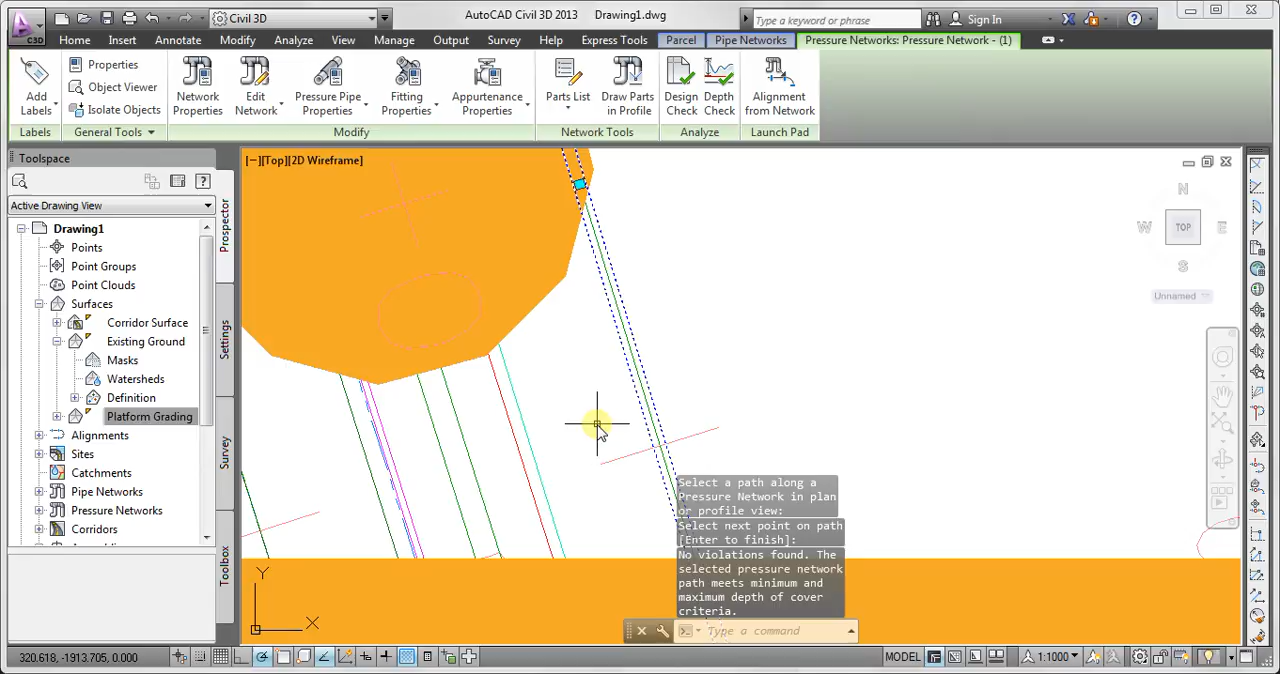 Civil 3D
AutoCAD Civil 3D 2013 Drawing1.dwg
Type a keyword or phrase
Sign In
C3D
Home Insert Annotate Modify Analyze View Manage Output Survey Help Express Tools Parcel Pipe Networks Pressure Networks: Pressure Network - (1)
Add Labels
Properties
Object Viewer
Isolate Objects
Network Properties
Edit Network
Pressure Pipe Properties
Fitting Properties
Appurtenance Properties
Parts List
Draw Parts in Profile
Design Check
Depth Check
Alignment from Network
Labels General Tools Modify Network Tools Analyze Launch Pad
Toolspace
Active Drawing View
Drawing1
Points
Point Groups
Point Clouds
Surfaces
Corridor Surface
Existing Ground
Masks
Watersheds
Definition
Platform Grading
Alignments
Sites
Catchments
Pipe Networks
Pressure Networks
Corridors
Prospector
Settings
Survey
Toolbox
[−][Top][2D Wireframe]
N
W TOP E
S
Unnamed
Select a path along a
Pressure Network in plan
or profile view:
Select next point on path
[Enter to finish]:
No violations found. The
selected pressure network
path meets minimum and
maximum depth of cover
criteria.
Type a command
Y
X
320.618, -1913.705, 0.000
MODEL
1:1000